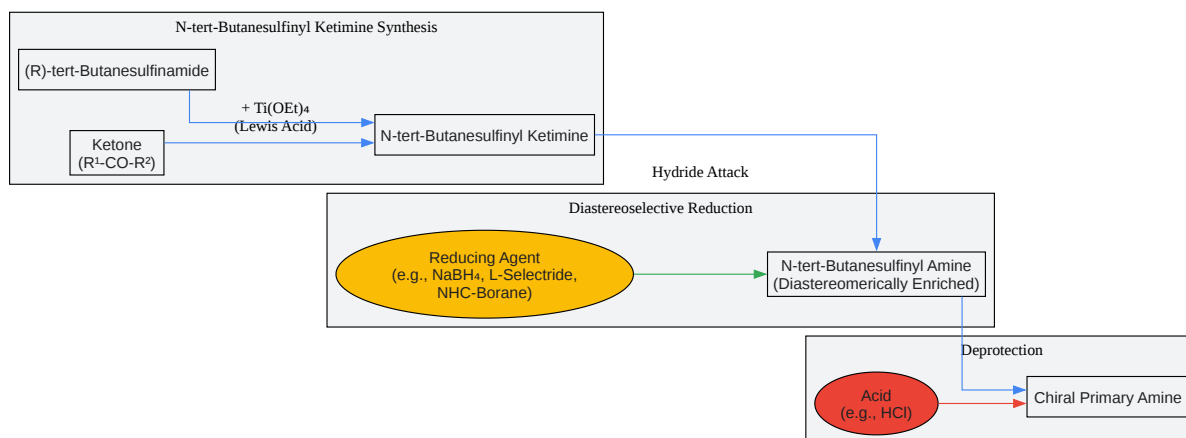 N-tert-Butanesulfinyl Ketimine Synthesis
(R)-tert-Butanesulfinamide
+ Ti(OEt)₄
(Lewis Acid)
Ketone
(R¹-CO-R²)
N-tert-Butanesulfinyl Ketimine
Hydride Attack
Diastereoselective Reduction
Reducing Agent
(e.g., NaBH₄, L-Selectride,
NHC-Borane)
N-tert-Butanesulfinyl Amine
(Diastereomerically Enriched)
Deprotection
Acid
(e.g., HCl)
Chiral Primary Amine